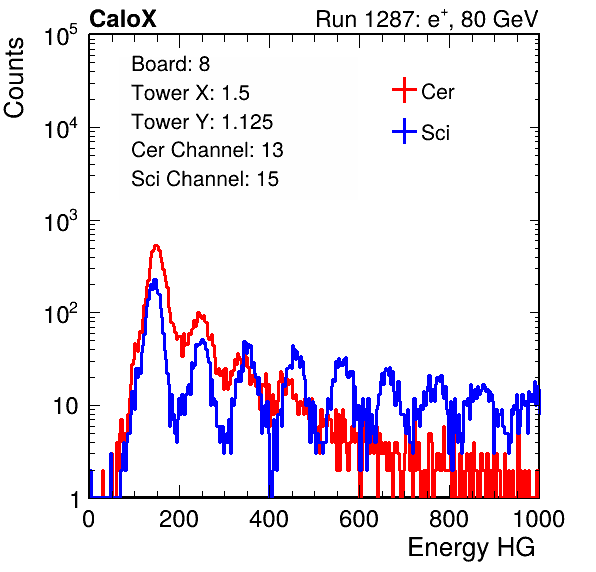 CaloX Run 1287: e⁺, 80 GeV
Counts
10⁵
10⁴
10³
10²
10
1
Board: 8
Tower X: 1.5
Tower Y: 1.125
Cer Channel: 13
Sci Channel: 15
Cer
Sci
0 200 400 600 800 1000
Energy HG